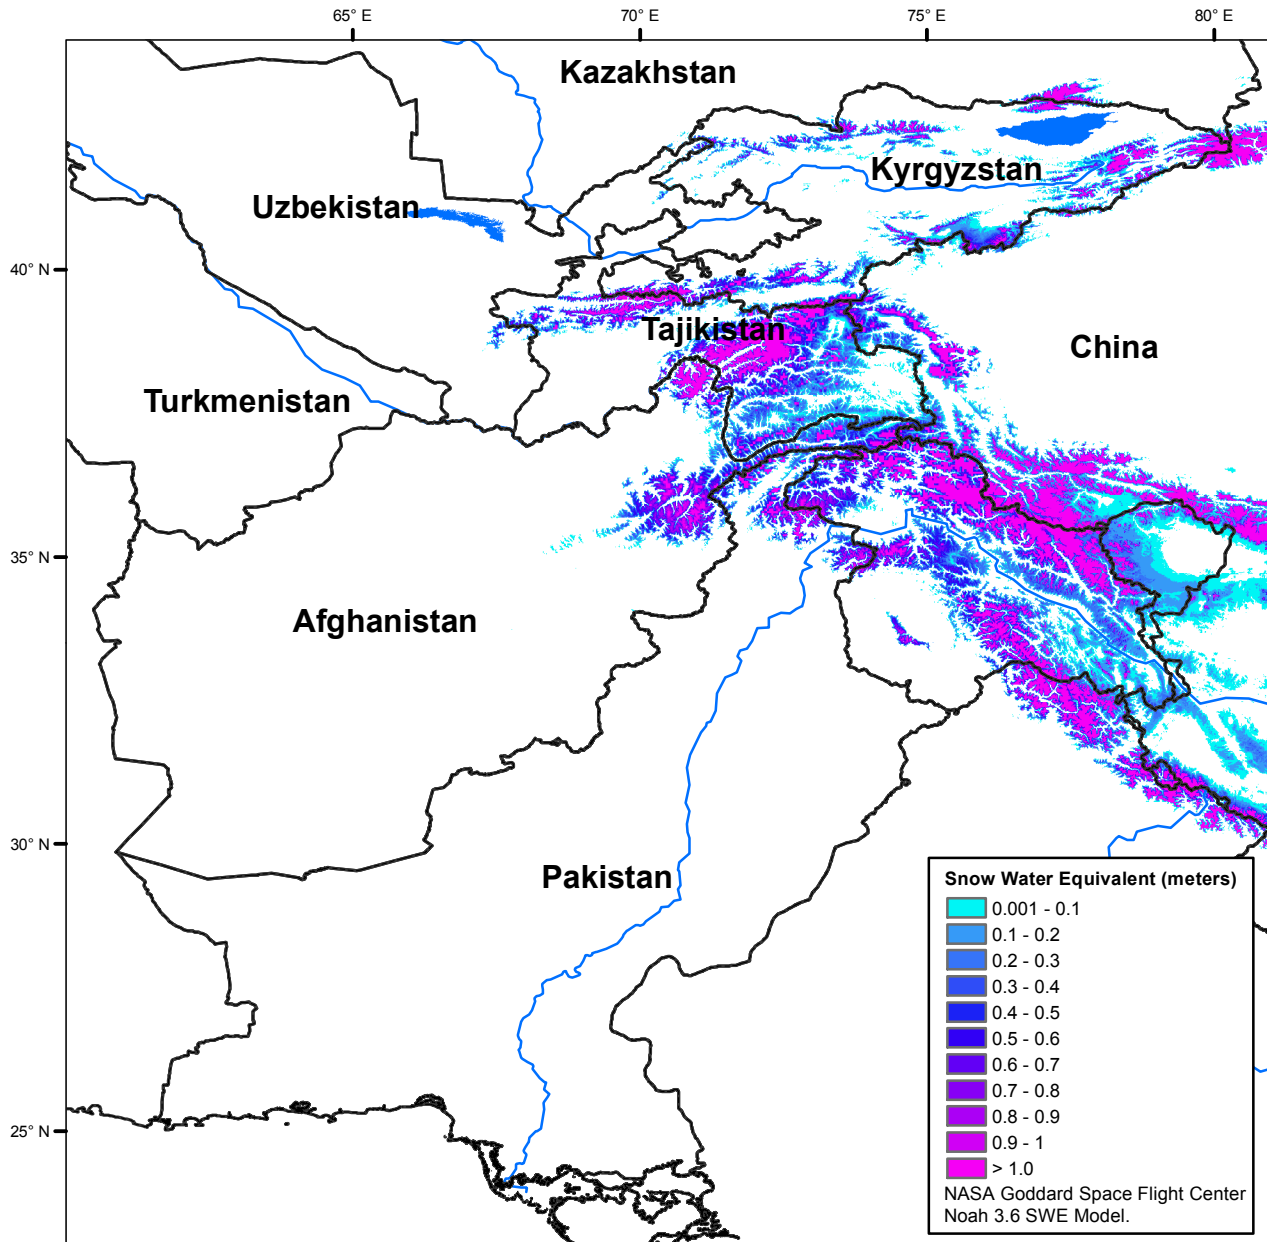 65° E
70° E
75° E
80° E
Kazakhstan
Kyrgyzstan
Uzbekistan
40° N
Tajikistan
China
Turkmenistan
35° N
Afghanistan
30° N
Pakistan
25° N
Snow Water Equivalent (meters)
0.001 - 0.1
0.1 - 0.2
0.2 - 0.3
0.3 - 0.4
0.4 - 0.5
0.5 - 0.6
0.6 - 0.7
0.7 - 0.8
0.8 - 0.9
0.9 - 1
> 1.0
NASA Goddard Space Flight Center
Noah 3.6 SWE Model.